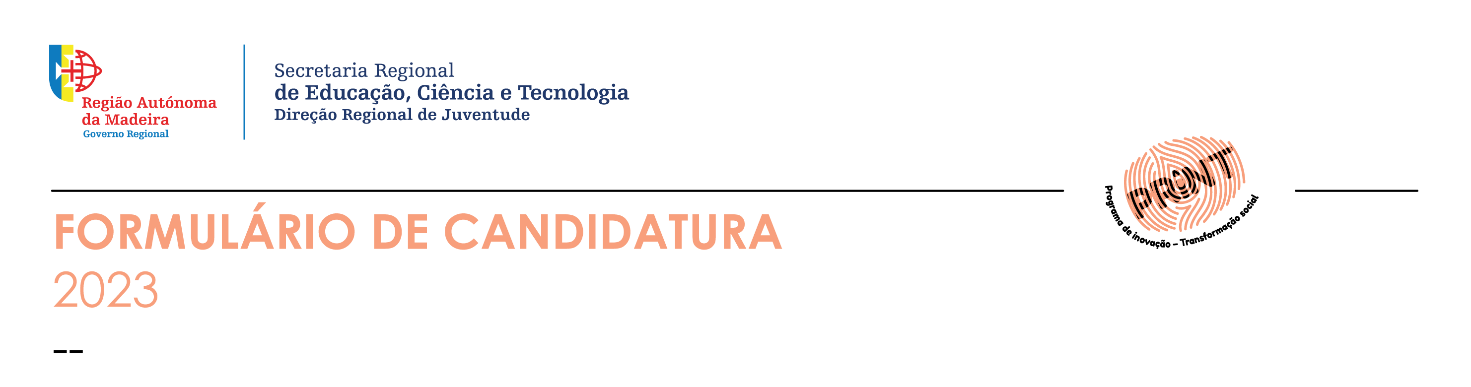 Região Autónoma
da Madeira
Governo Regional
Secretaria Regional
de Educação, Ciência e Tecnologia
Direção Regional de Juventude
PRONT
Programa de inovação – Transformação social
FORMULÁRIO DE CANDIDATURA
2023